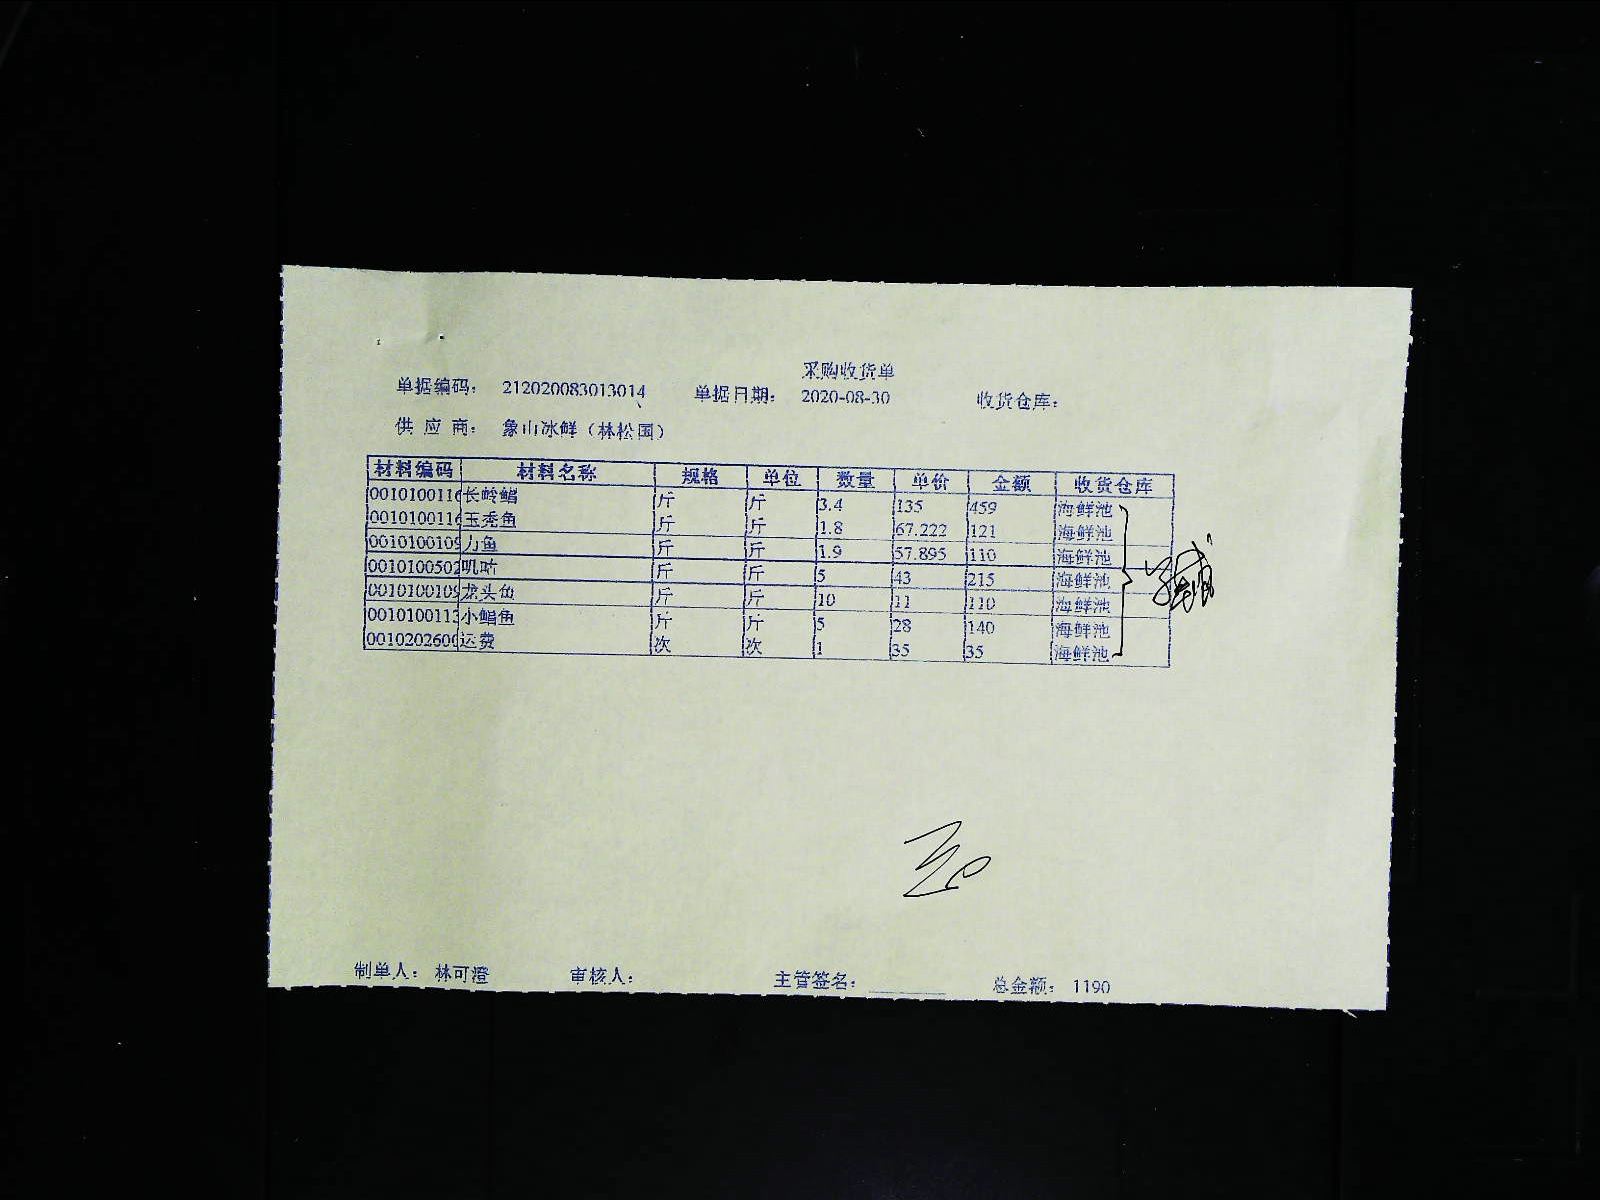 采购收货单
单据编码： 212020083013014 单据日期： 2020-08-30 收货仓库：
供 应 商： 象山冰鲜（林松国）
材料编码 材料名称 规格 单位 数量 单价 金额 收货仓库
0010100116 长岭鲳 斤 斤 3.4 135 459 海鲜池
0010100116 玉秃鱼 斤 斤 1.8 67.222 121 海鲜池
0010100109 力鱼 斤 斤 1.9 57.895 110 海鲜池
0010100502 叽咕 斤 斤 5 43 215 海鲜池
0010100109 龙头鱼 斤 斤 10 11 110 海鲜池
0010100113 小鲳鱼 斤 斤 5 28 140 海鲜池
0010202600 运费 次 次 1 35 35 海鲜池
制单人： 林可澄 审核人： 主管签名： 总金额： 1190